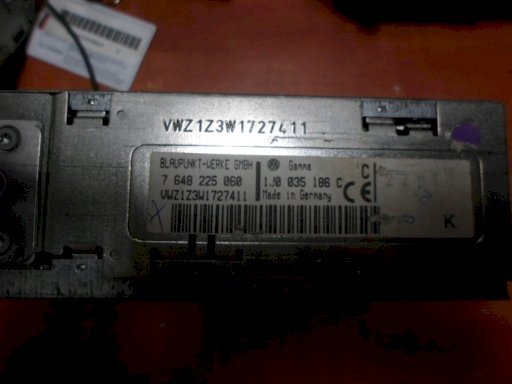 VWZ1Z3W1727411
BLAUPUNKT-WERKE GMBH Gamma C
7 648 225 060 1J0 035 186 C CE
VWZ1Z3W1727411 Made in Germany
X K